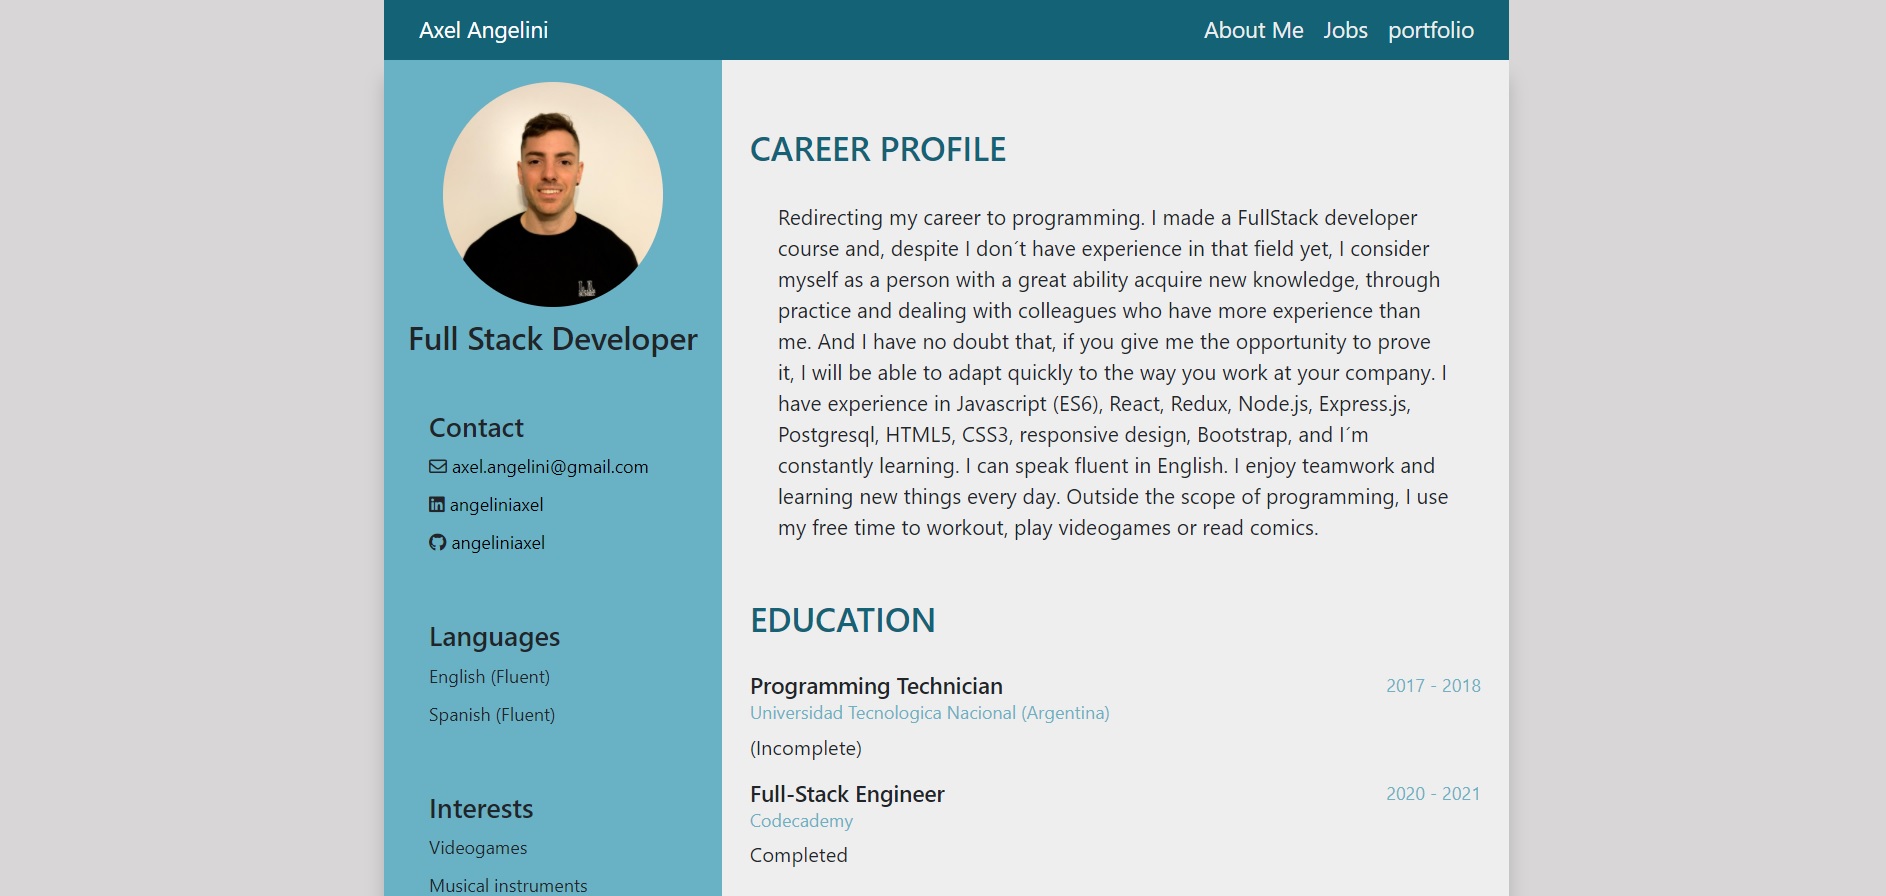 Axel Angelini
About Me Jobs portfolio
Full Stack Developer
Contact
axel.angelini@gmail.com
angeliniaxel
angeliniaxel
Languages
English (Fluent)
Spanish (Fluent)
Interests
Videogames
Musical instruments
CAREER PROFILE
Redirecting my career to programming. I made a FullStack developer
course and, despite I don´t have experience in that field yet, I consider
myself as a person with a great ability acquire new knowledge, through
practice and dealing with colleagues who have more experience than
me. And I have no doubt that, if you give me the opportunity to prove
it, I will be able to adapt quickly to the way you work at your company. I
have experience in Javascript (ES6), React, Redux, Node.js, Express.js,
Postgresql, HTML5, CSS3, responsive design, Bootstrap, and I´m
constantly learning. I can speak fluent in English. I enjoy teamwork and
learning new things every day. Outside the scope of programming, I use
my free time to workout, play videogames or read comics.
EDUCATION
Programming Technician 2017 - 2018
Universidad Tecnologica Nacional (Argentina)
(Incomplete)
Full-Stack Engineer 2020 - 2021
Codecademy
Completed